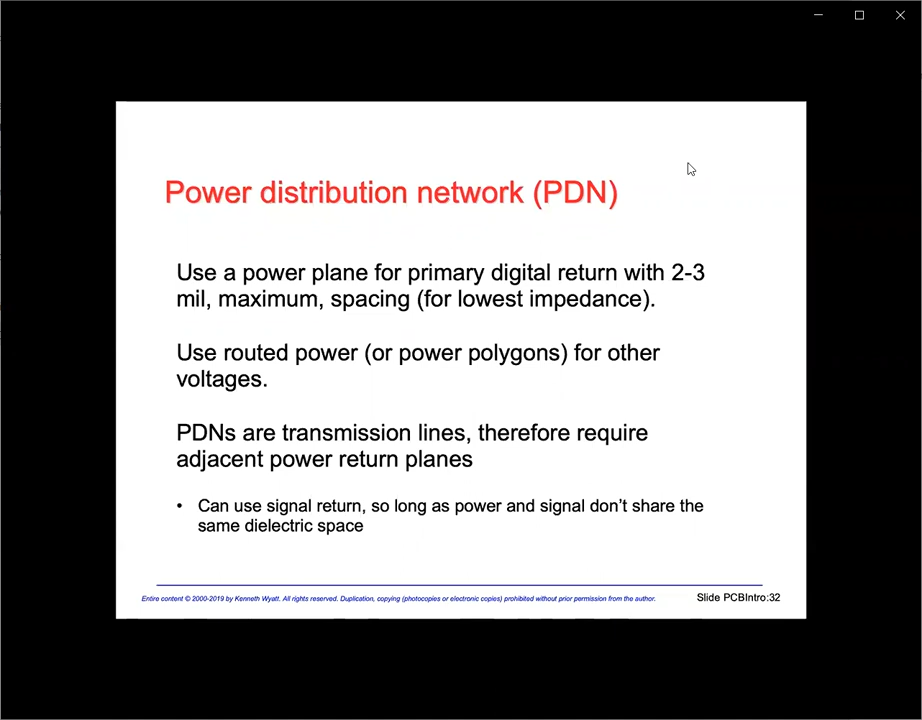 Power distribution network (PDN)
Use a power plane for primary digital return with 2-3
mil, maximum, spacing (for lowest impedance).
Use routed power (or power polygons) for other
voltages.
PDNs are transmission lines, therefore require
adjacent power return planes
• Can use signal return, so long as power and signal don't share the
same dielectric space
Entire content © 2000-2019 by Kenneth Wyatt. All rights reserved. Duplication, copying (photocopies or electronic copies) prohibited without prior permission from the author.
Slide PCBIntro:32